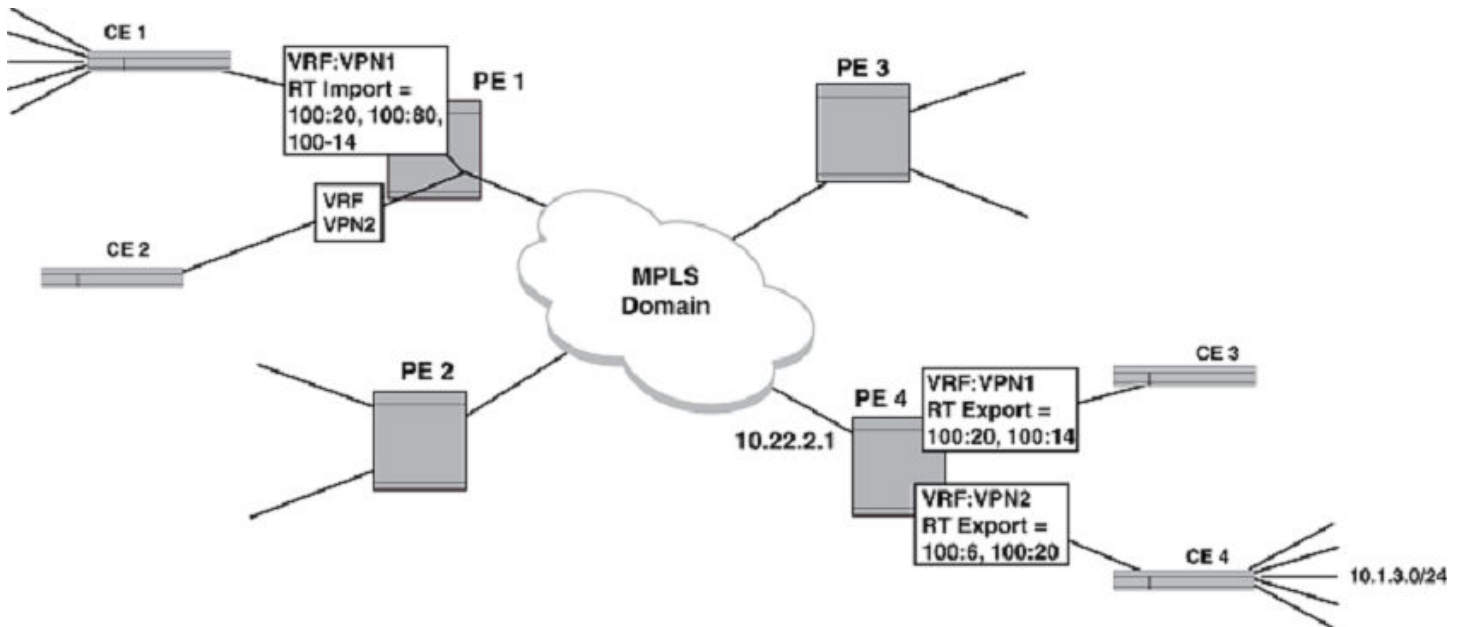 CE 1
VRF:VPN1
RT Import =
100:20, 100:80,
100-14
PE 1
PE 3
VRF
VPN2
CE 2
MPLS
Domain
PE 2
CE 3
VRF:VPN1
RT Export =
100:20, 100:14
PE 4
10.22.2.1
VRF:VPN2
RT Export =
100:6, 100:20
CE 4
10.1.3.0/24